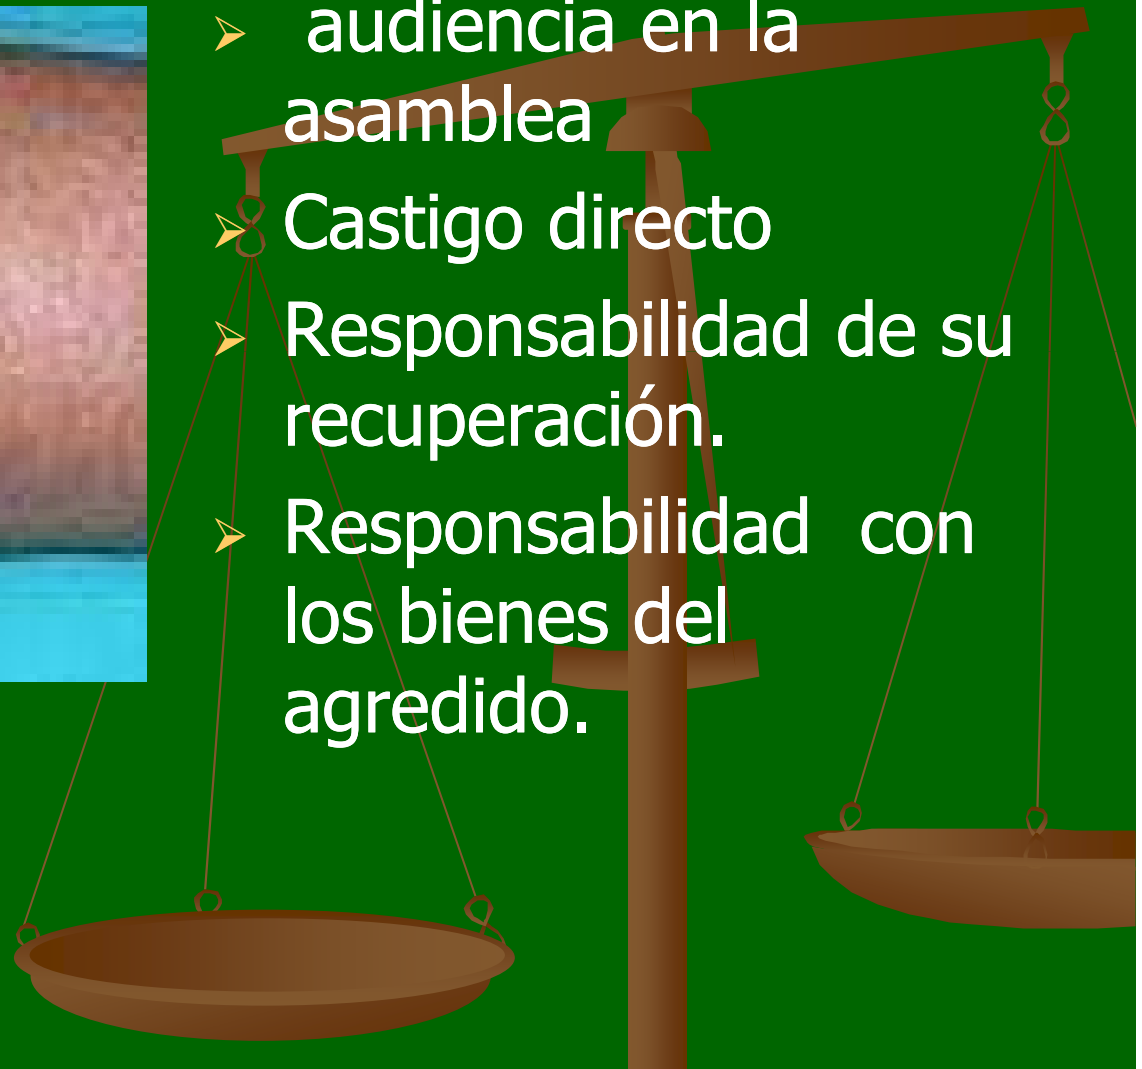 audiencia en la
asamblea
Castigo directo
Responsabilidad de su
recuperación.
Responsabilidad con
los bienes del
agredido.